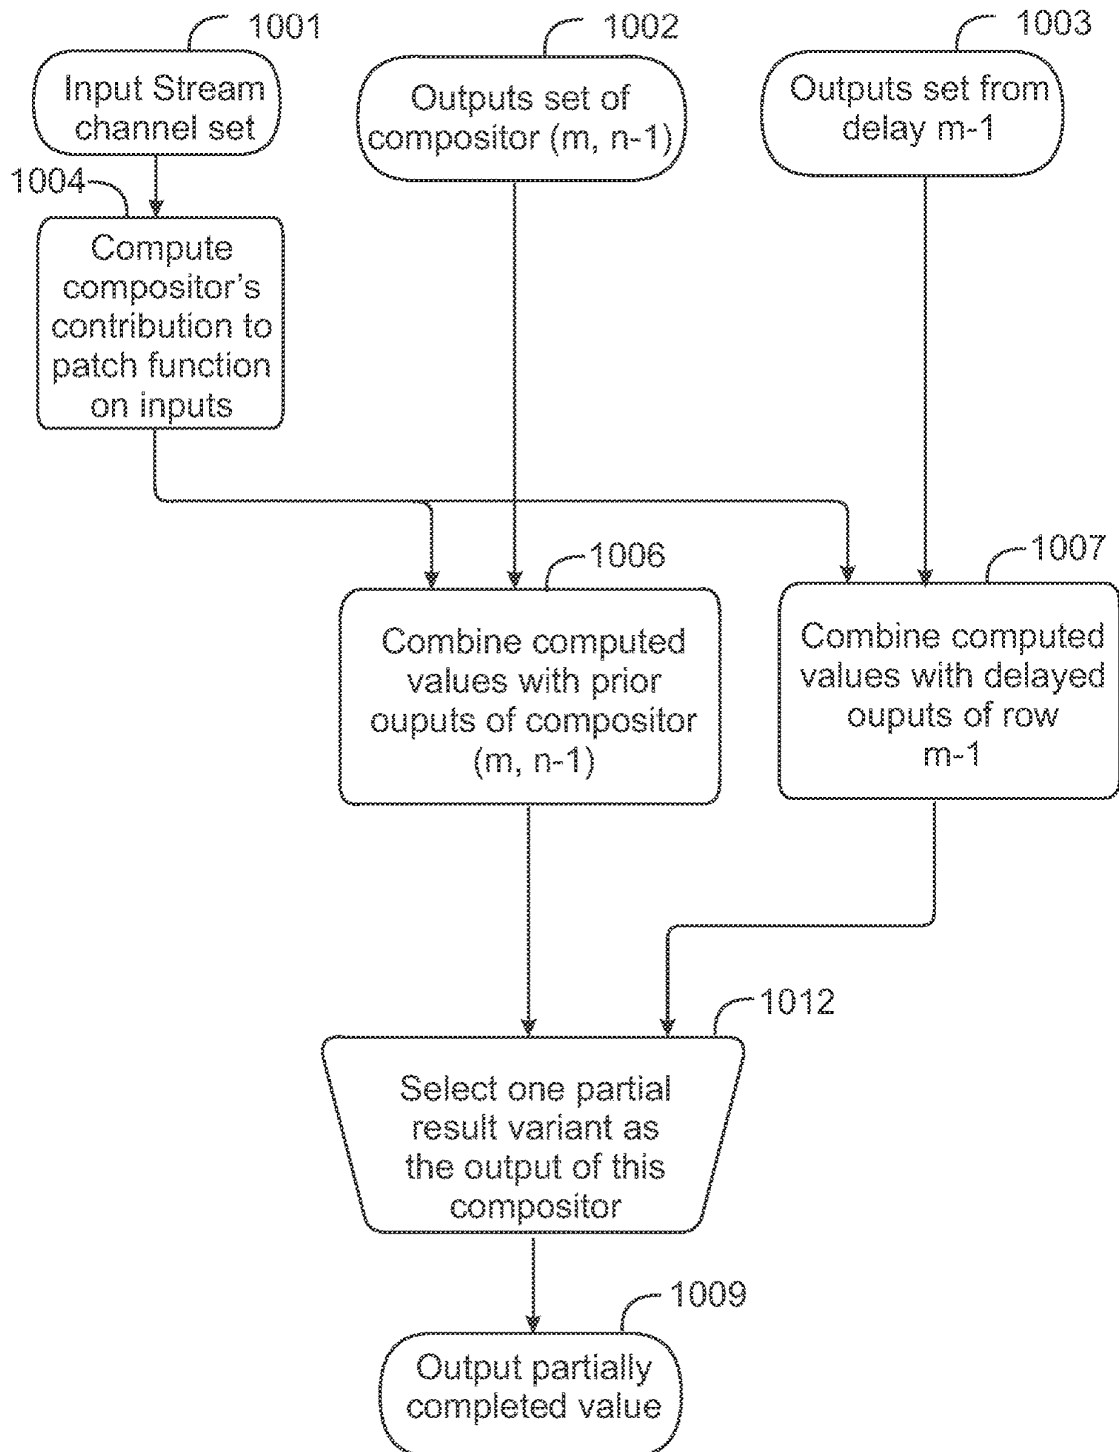 1001
Input Stream
channel set
1002
Outputs set of
compositor (m, n-1)
1003
Outputs set from
delay m-1
1004
Compute
compositor's
contribution to
patch function
on inputs
1006
Combine computed
values with prior
ouputs of compositor
(m, n-1)
1007
Combine computed
values with delayed
ouputs of row
m-1
1012
Select one partial
result variant as
the output of this
compositor
1009
Output partially
completed value